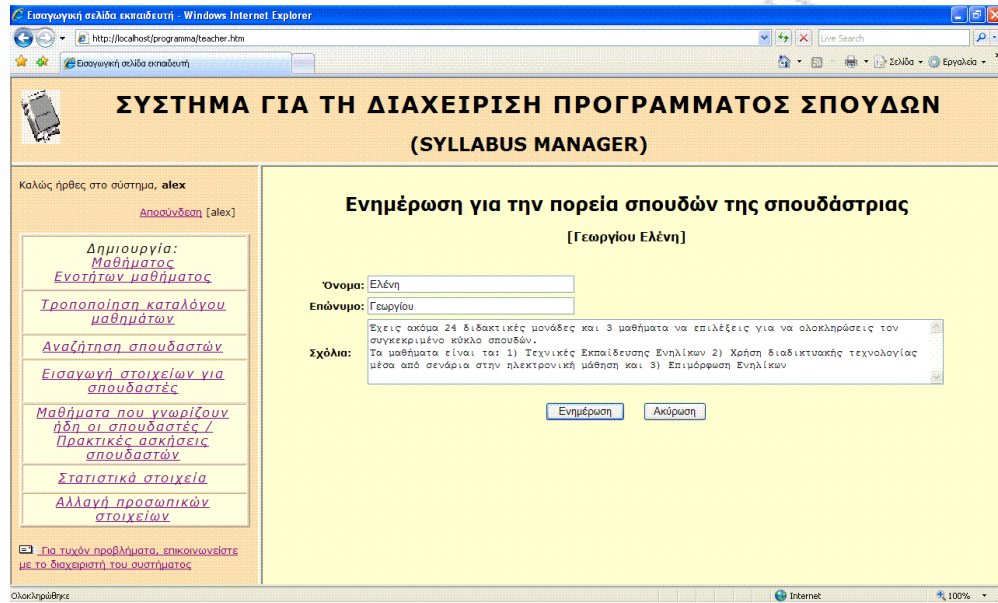 Εισαγωγική σελίδα εκπαιδευτή - Windows Internet Explorer
http://localhost/programma/teacher.htm
Live Search
Εισαγωγική σελίδα εκπαιδευτή
Σελίδα
Εργαλεία
»
ΣΥΣΤΗΜΑ ΓΙΑ ΤΗ ΔΙΑΧΕΙΡΙΣΗ ΠΡΟΓΡΑΜΜΑΤΟΣ ΣΠΟΥΔΩΝ
(SYLLABUS MANAGER)
Καλώς ήρθες στο σύστημα, alex
Αποσύνδεση [alex]
Δημιουργία:
Μαθήματος
Ενοτήτων μαθήματος
Τροποποίηση καταλόγου
μαθημάτων
Αναζήτηση σπουδαστών
Εισαγωγή στοιχείων για
σπουδαστές
Μαθήματα που γνωρίζουν
ήδη οι σπουδαστές /
Πρακτικές ασκήσεις
σπουδαστών
Στατιστικά στοιχεία
Αλλαγή προσωπικών
στοιχείων
Για τυχόν προβλήματα, επικοινωνείστε
με το διαχειριστή του συστήματος
Ενημέρωση για την πορεία σπουδών της σπουδάστριας
[Γεωργίου Ελένη]
Όνομα: Ελένη
Επώνυμο: Γεωργίου
Σχόλια:
Έχεις ακόμα 24 διδακτικές μονάδες και 3 μαθήματα να επιλέξεις για να ολοκληρώσεις τον
συγκεκριμένο κύκλο σπουδών.
Τα μαθήματα είναι τα: 1) Τεχνικές Εκπαίδευσης Ενηλίκων 2) Χρήση διαδικτυακής τεχνολογίας
μέσα από σενάρια στην ηλεκτρονική μάθηση και 3) Επιμόρφωση Ενηλίκων
Ενημέρωση
Ακύρωση
Ολοκληρώθηκε
Internet
100%